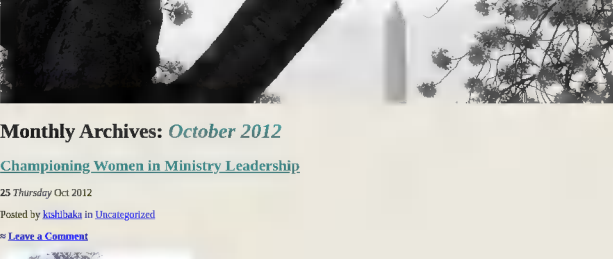 Monthly Archives: October 2012
Championing Women in Ministry Leadership
25 Thursday Oct 2012
Posted by ktshibaka in Uncategorized
≈ Leave a Comment